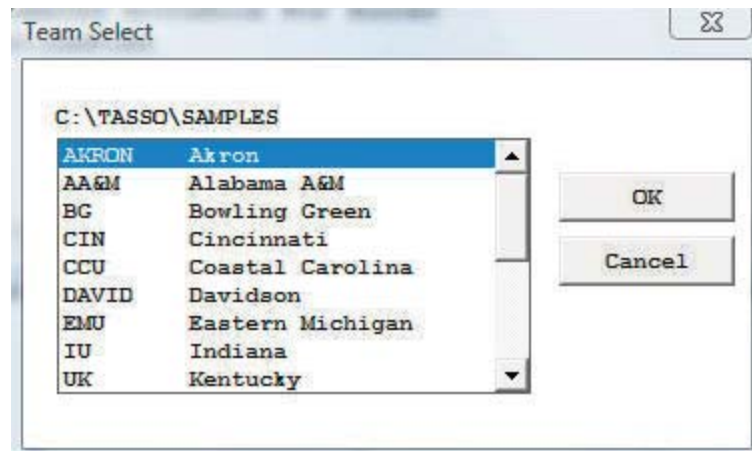 Team Select
C:\TASSO\SAMPLES
AKRON Akron
AA&M Alabama A&M
BG Bowling Green
CIN Cincinnati
CCU Coastal Carolina
DAVID Davidson
EMU Eastern Michigan
IU Indiana
UK Kentucky
OK
Cancel